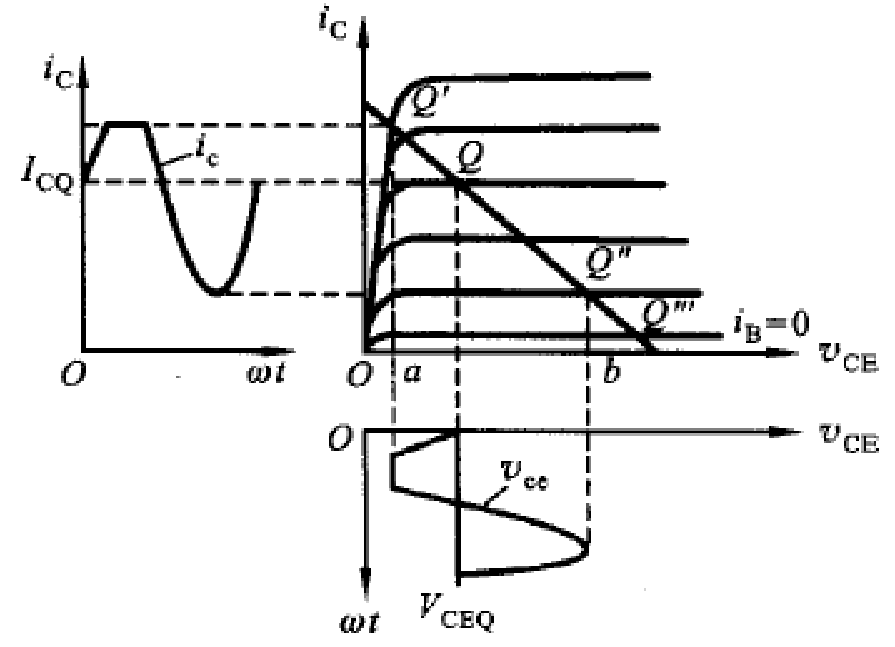 i_C
i_C
Q′
i_c
I_CQ
Q
Q″
Q‴
i_B=0
v_CE
O
ωt
O
a
b
O
v_CE
v_ce
ωt
V_CEQ